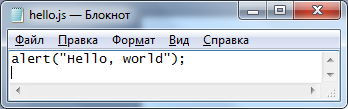 hello.js — Блокнот
Файл Правка Формат Вид Справка
alert("Hello, world");